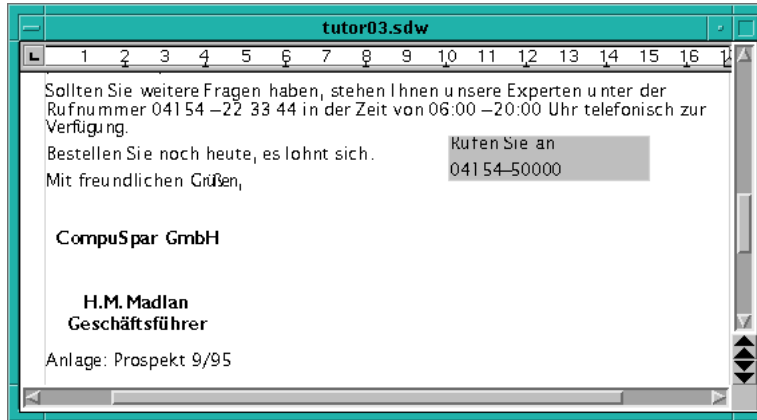 tutor03.sdw
1 2 3 4 5 6 7 8 9 10 11 12 13 14 15 16
Sollten Sie weitere Fragen haben, stehen Ihnen unsere Experten unter der
Rufnummer 04154 –22 33 44 in der Zeit von 06:00 –20:00 Uhr telefonisch zur
Verfügung.
Rufen Sie an
Bestellen Sie noch heute, es lohnt sich.
04154–50000
Mit freundlichen Grüßen,
CompuSpar GmbH
H.M. Madlan
Geschäftsführer
Anlage: Prospekt 9/95